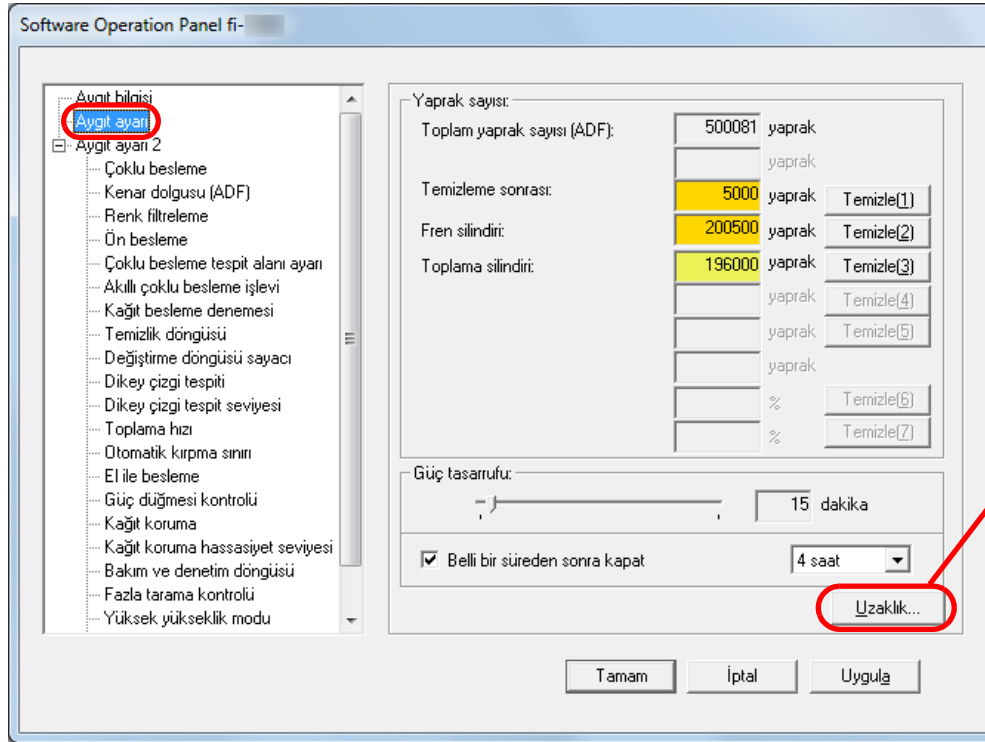 Software Operation Panel fi-
Aygıt bilgisi
Aygıt ayarı
Aygıt ayarı 2
Çoklu besleme
Kenar dolgusu (ADF)
Renk filtreleme
Ön besleme
Çoklu besleme tespit alanı ayarı
Akıllı çoklu besleme işlevi
Kağıt besleme denemesi
Temizlik döngüsü
Değiştirme döngüsü sayacı
Dikey çizgi tespiti
Dikey çizgi tespit seviyesi
Toplama hızı
Otomatik kırpma sınırı
El ile besleme
Güç düğmesi kontrolü
Kağıt koruma
Kağıt koruma hassasiyet seviyesi
Bakım ve denetim döngüsü
Fazla tarama kontrolü
Yüksek yükseklik modu
Yaprak sayısı:
Toplam yaprak sayısı (ADF): 500081 yaprak
yaprak
Temizleme sonrası: 5000 yaprak Temizle(1)
Fren silindiri: 200500 yaprak Temizle(2)
Toplama silindiri: 196000 yaprak Temizle(3)
yaprak Temizle(4)
yaprak Temizle(5)
yaprak
% Temizle(6)
% Temizle(7)
Güç tasarrufu:
15 dakika
Belli bir süreden sonra kapat 4 saat
Uzaklık...
Tamam İptal Uygula